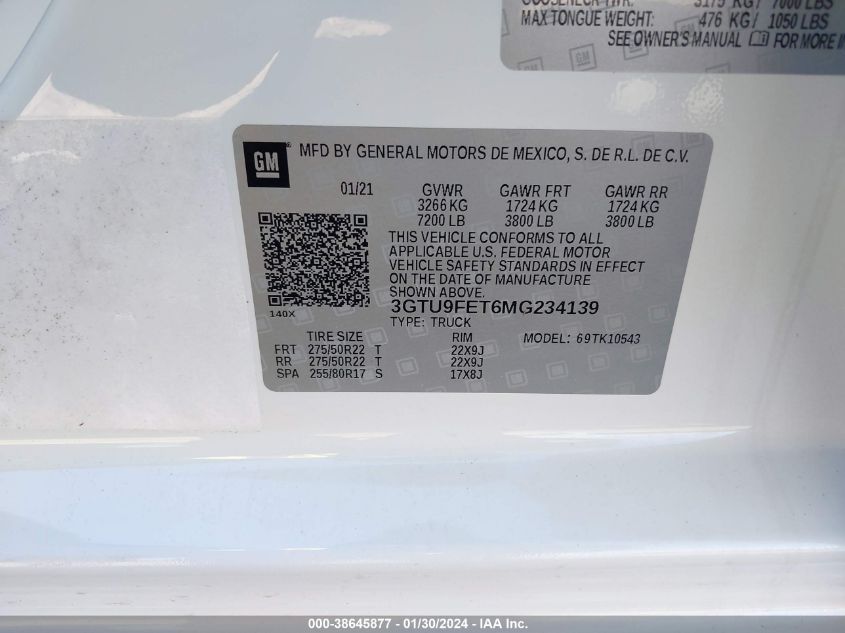 3175 KG / 7000 LBS
MAX TONGUE WEIGHT: 476 KG / 1050 LBS
SEE OWNER'S MANUAL FOR MORE
GM
MFD BY GENERAL MOTORS DE MEXICO, S. DE R.L. DE C.V.
01/21 GVWR GAWR FRT GAWR RR
3266 KG 1724 KG 1724 KG
7200 LB 3800 LB 3800 LB
THIS VEHICLE CONFORMS TO ALL
APPLICABLE U.S. FEDERAL MOTOR
VEHICLE SAFETY STANDARDS IN EFFECT
ON THE DATE OF MANUFACTURE
SHOWN ABOVE.
140X
3GTU9FET6MG234139
TYPE: TRUCK
TIRE SIZE RIM MODEL: 69TK10543
FRT 275/50R22 T 22X9J
RR 275/50R22 T 22X9J
SPA 255/80R17 S 17X8J
000-38645877 - 01/30/2024 - IAA Inc.